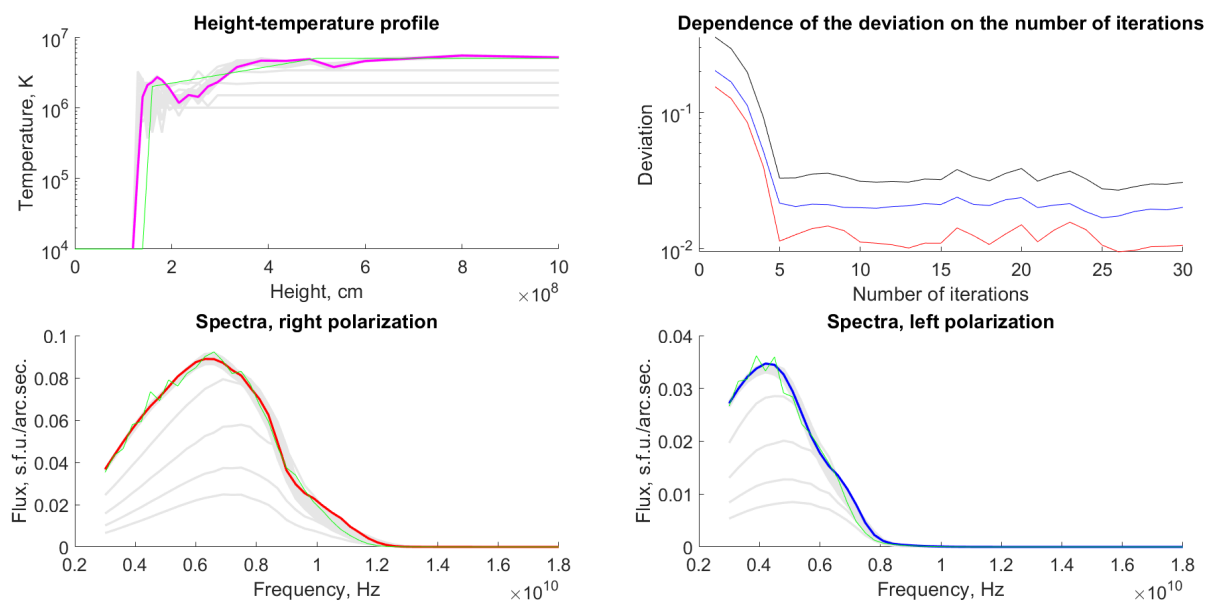 Height-temperature profile
Temperature, K
10^7
10^6
10^5
10^4
0 2 4 6 8 10
Height, cm
×10^8
Dependence of the deviation on the number of iterations
Deviation
10^-1
10^-2
0 5 10 15 20 25 30
Number of iterations
Spectra, right polarization
Flux, s.f.u./arc.sec.
0.1
0.08
0.06
0.04
0.02
0
0.2 0.4 0.6 0.8 1 1.2 1.4 1.6 1.8
Frequency, Hz
×10^10
Spectra, left polarization
Flux, s.f.u./arc.sec.
0.04
0.03
0.02
0.01
0
0.2 0.4 0.6 0.8 1 1.2 1.4 1.6 1.8
Frequency, Hz
×10^10